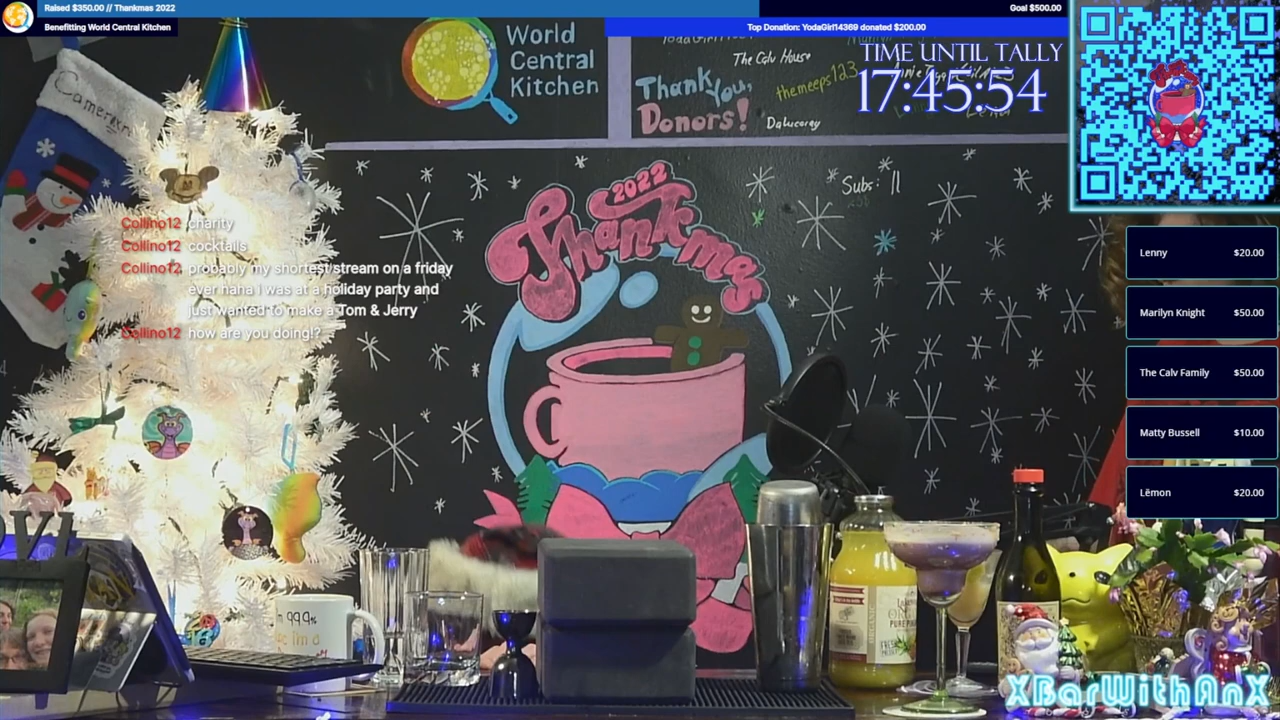 Raised $350.00 // Thankmas 2022
Goal $500.00
Benefitting World Central Kitchen
Top Donation: YodaGirl14369 donated $200.00
World
Central
Kitchen
The Calv House
Thank
You,
Donors!
themeeps123
Dalucorey
TIME UNTIL TALLY
17:45:54
Cameron
Subs: 11
2022
Thankmas
Collino12 charity
Collino12 cocktails
Collino12 probably my shortest stream on a friday
ever haha I was at a holiday party and
just wanted to make a Tom & Jerry
Collino12 how are you doing!?
Lenny $20.00
Marilyn Knight $50.00
The Calv Family $50.00
Matty Bussell $10.00
Lēmon $20.00
99.9%
I'm a
XBarWithAnX